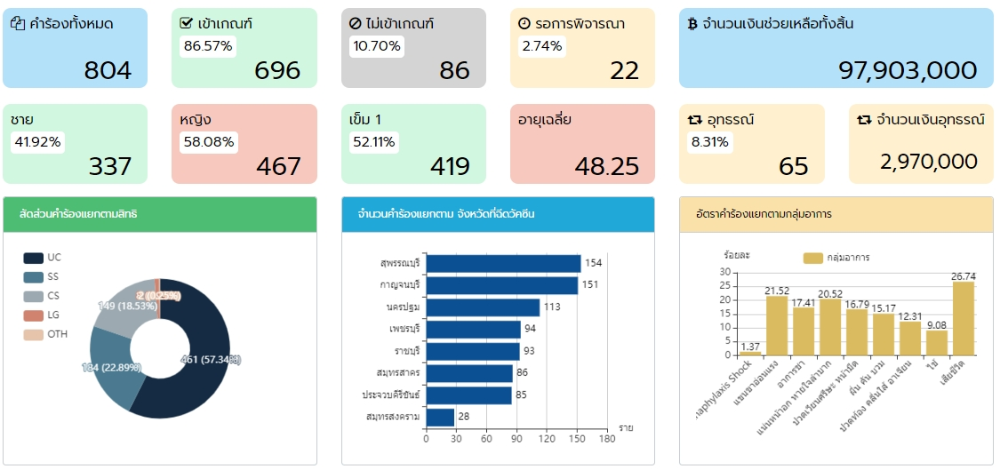 คำร้องทั้งหมด
804
เข้าเกณฑ์
86.57%
696
ไม่เข้าเกณฑ์
10.70%
86
รอการพิจารณา
2.74%
22
จำนวนเงินช่วยเหลือทั้งสิ้น
97,903,000
ชาย
41.92%
337
หญิง
58.08%
467
เข็ม 1
52.11%
419
อายุเฉลี่ย
48.25
อุทธรณ์
8.31%
65
จำนวนเงินอุทธรณ์
2,970,000
สัดส่วนคำร้องแยกตามสิทธิ
UC
SS
CS
LG
OTH
2 (0.25%)
149 (18.53%)
184 (22.89%)
461 (57.34%)
จำนวนคำร้องแยกตาม จังหวัดที่ฉีดวัคซีน
สุพรรณบุรี 154
กาญจนบุรี 151
นครปฐม 113
เพชรบุรี 94
ราชบุรี 93
สมุทรสาคร 86
ประจวบคีรีขันธ์ 85
สมุทรสงคราม 28
0 30 60 90 120 150 180
ราย
อัตราคำร้องแยกตามกลุ่มอาการ
ร้อยละ
กลุ่มอาการ
30
25
20
15
10
5
0
1.37 21.52 17.41 20.52 16.79 15.17 12.31 9.08 26.74
naphylaxis Shock
แขนขาอ่อนแรง
อาการชา
แน่นหน้าอก หายใจลำบาก
ปวดเวียนศรีษะ หน้ามืด
ผื่น คัน บวม
ปวดท้อง คลื่นใส้ อาเจียน
ไข้
เสียชีวิต